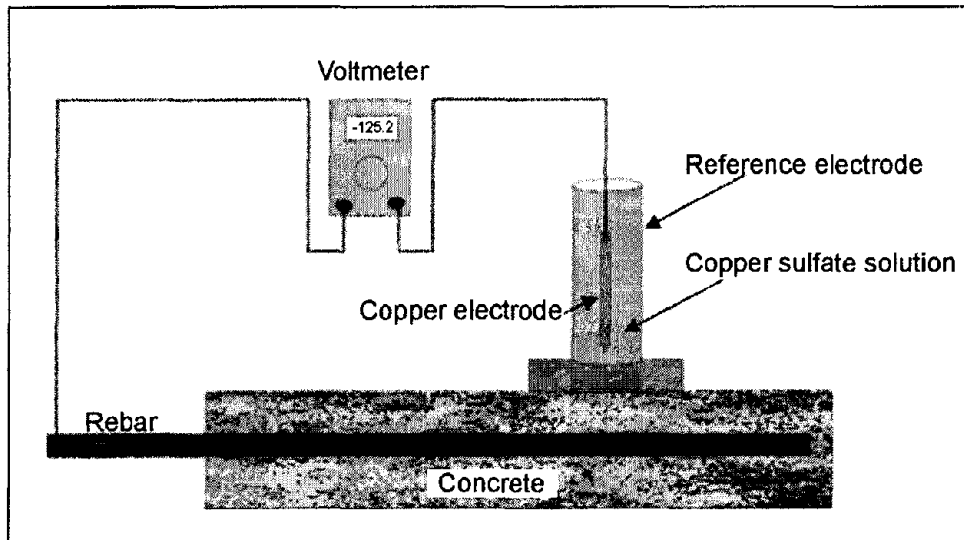 Voltmeter
-125.2
Reference electrode
Copper sulfate solution
Copper electrode
Rebar
Concrete